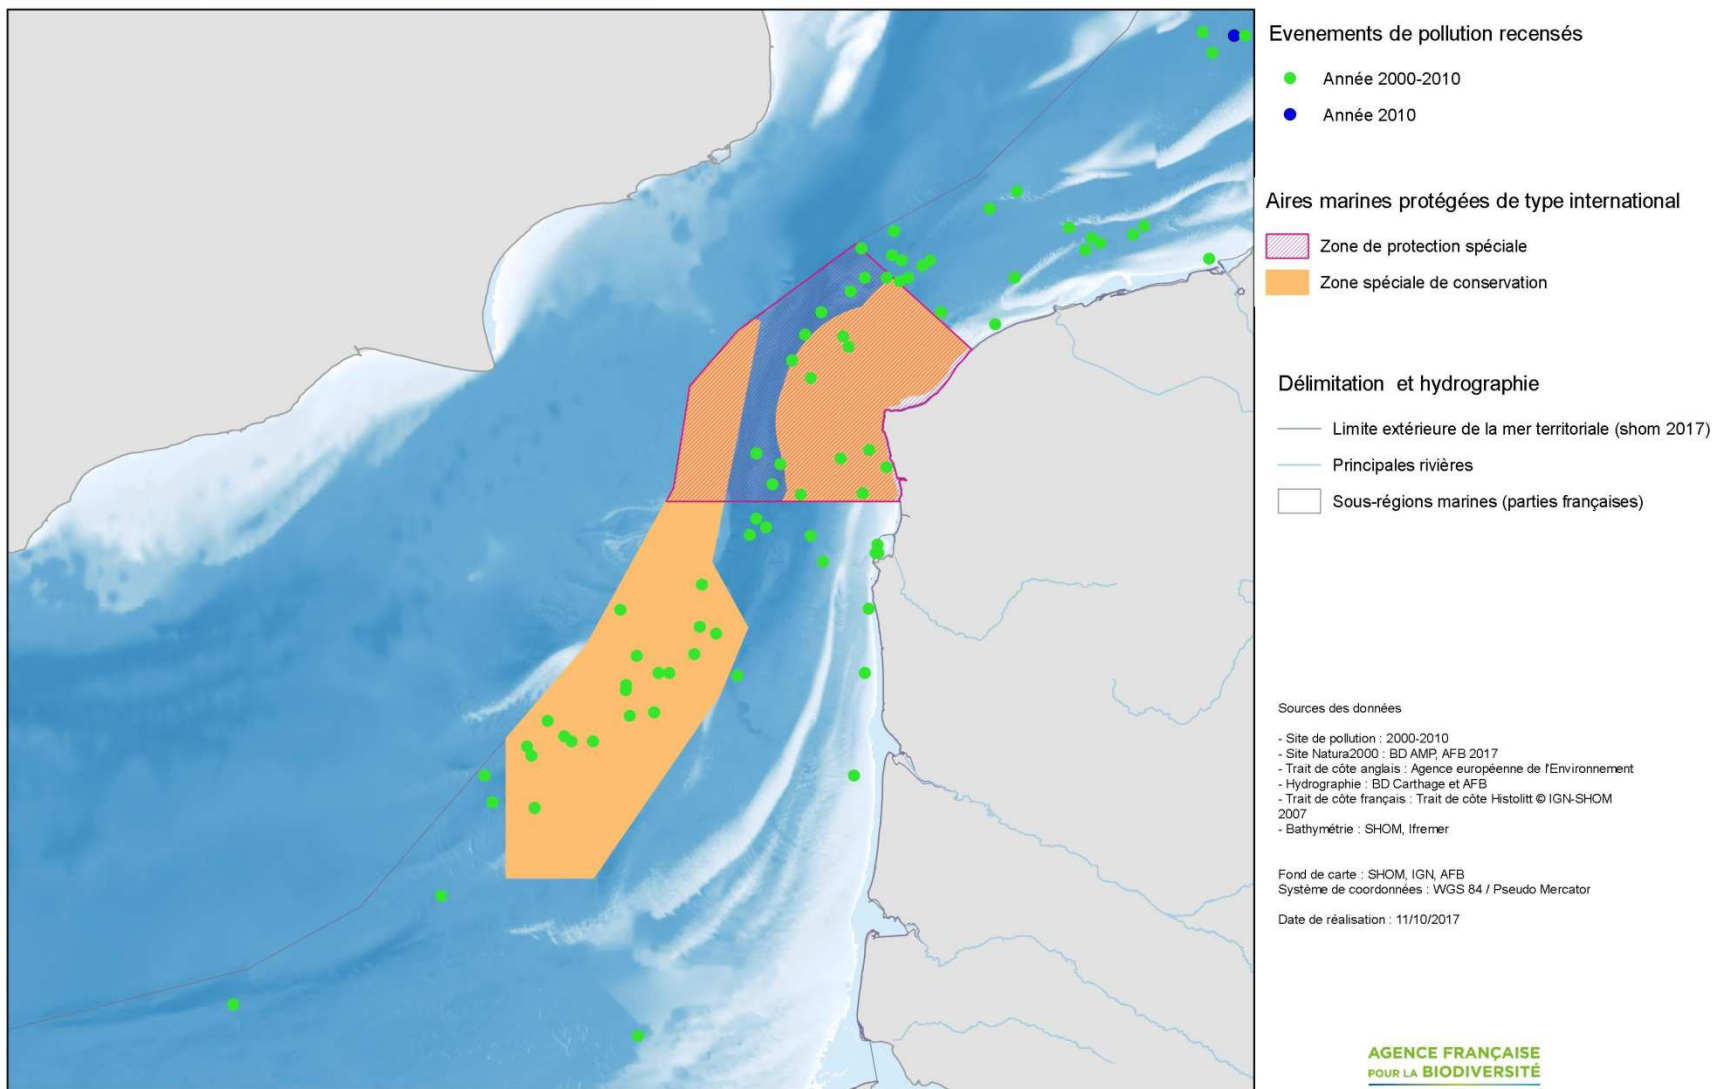 Evenements de pollution recensés
Année 2000-2010
Année 2010
Aires marines protégées de type international
Zone de protection spéciale
Zone spéciale de conservation
Délimitation et hydrographie
Limite extérieure de la mer territoriale (shom 2017)
Principales rivières
Sous-régions marines (parties françaises)
Sources des données
- Site de pollution : 2000-2010
- Site Natura2000 : BD AMP, AFB 2017
- Trait de côte anglais : Agence européenne de l'Environnement
- Hydrographie : BD Carthage et AFB
- Trait de côte français : Trait de côte Histolitt © IGN-SHOM
2007
- Bathymétrie : SHOM, Ifremer
Fond de carte : SHOM, IGN, AFB
Système de coordonnées : WGS 84 / Pseudo Mercator
Date de réalisation : 11/10/2017
AGENCE FRANÇAISE
POUR LA BIODIVERSITÉ